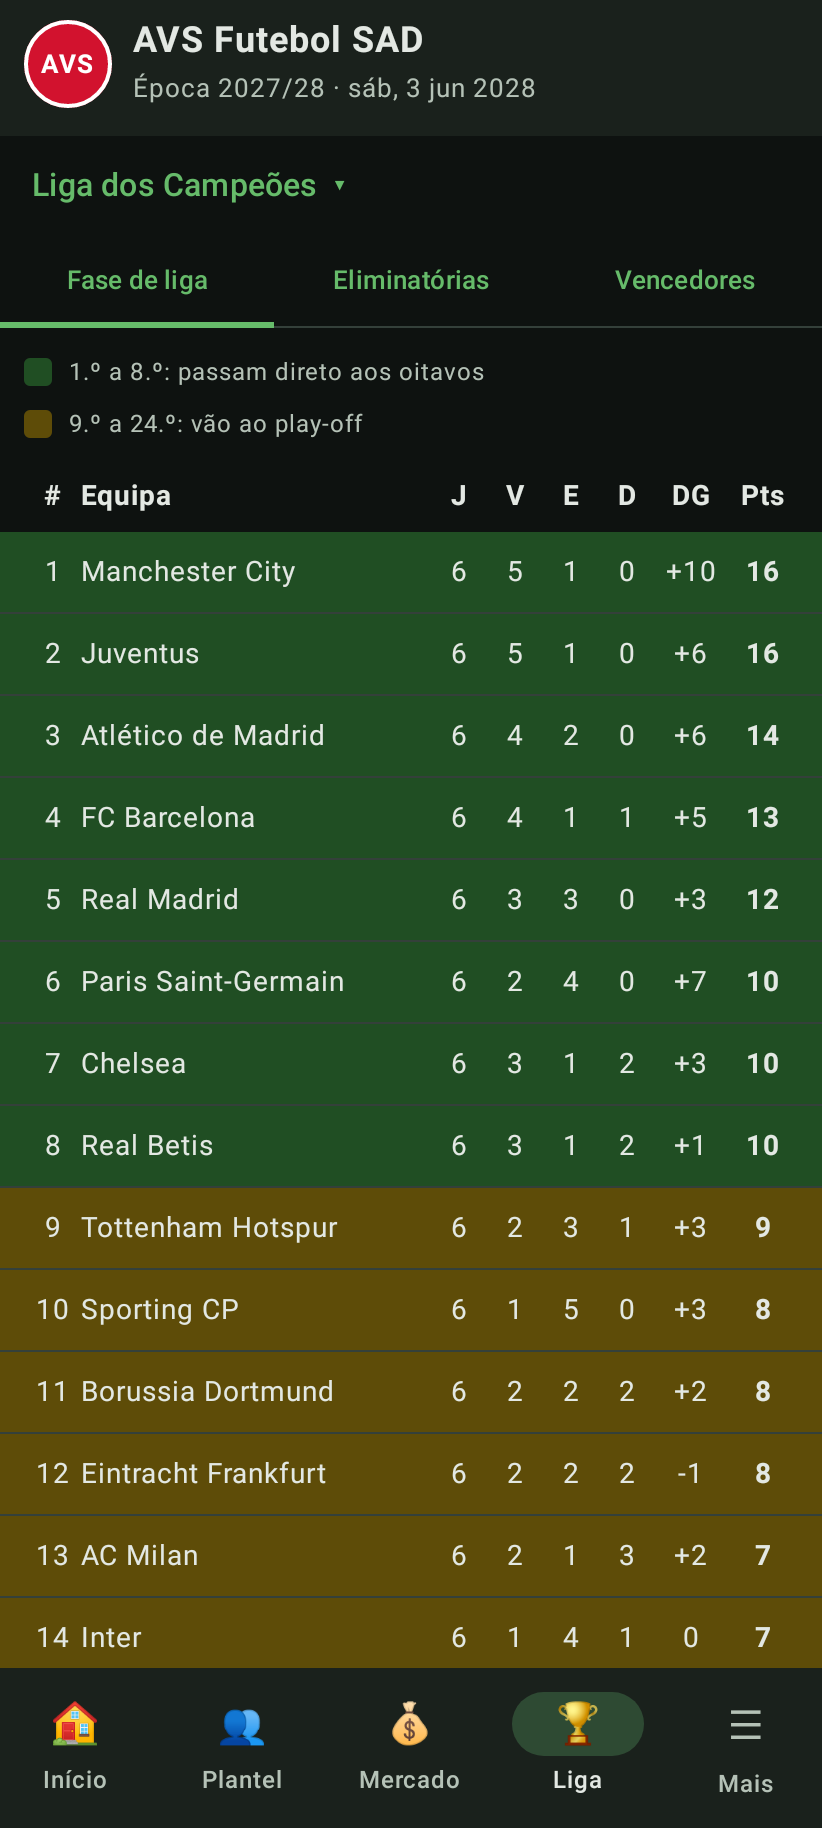 AVS
AVS Futebol SAD
Época 2027/28 · sáb, 3 jun 2028
Liga dos Campeões ▼
Fase de liga Eliminatórias Vencedores
1.º a 8.º: passam direto aos oitavos
9.º a 24.º: vão ao play-off
# Equipa J V E D DG Pts
1 Manchester City 6 5 1 0 +10 16
2 Juventus 6 5 1 0 +6 16
3 Atlético de Madrid 6 4 2 0 +6 14
4 FC Barcelona 6 4 1 1 +5 13
5 Real Madrid 6 3 3 0 +3 12
6 Paris Saint-Germain 6 2 4 0 +7 10
7 Chelsea 6 3 1 2 +3 10
8 Real Betis 6 3 1 2 +1 10
9 Tottenham Hotspur 6 2 3 1 +3 9
10 Sporting CP 6 1 5 0 +3 8
11 Borussia Dortmund 6 2 2 2 +2 8
12 Eintracht Frankfurt 6 2 2 2 -1 8
13 AC Milan 6 2 1 3 +2 7
14 Inter 6 1 4 1 0 7
Início Plantel Mercado Liga Mais